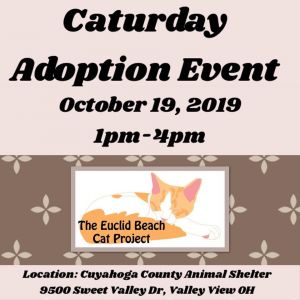 Caturday
Adoption Event
October 19, 2019
1pm-4pm
The Euclid Beach
Cat Project
Location: Cuyahoga County Animal Shelter
9500 Sweet Valley Dr, Valley View OH